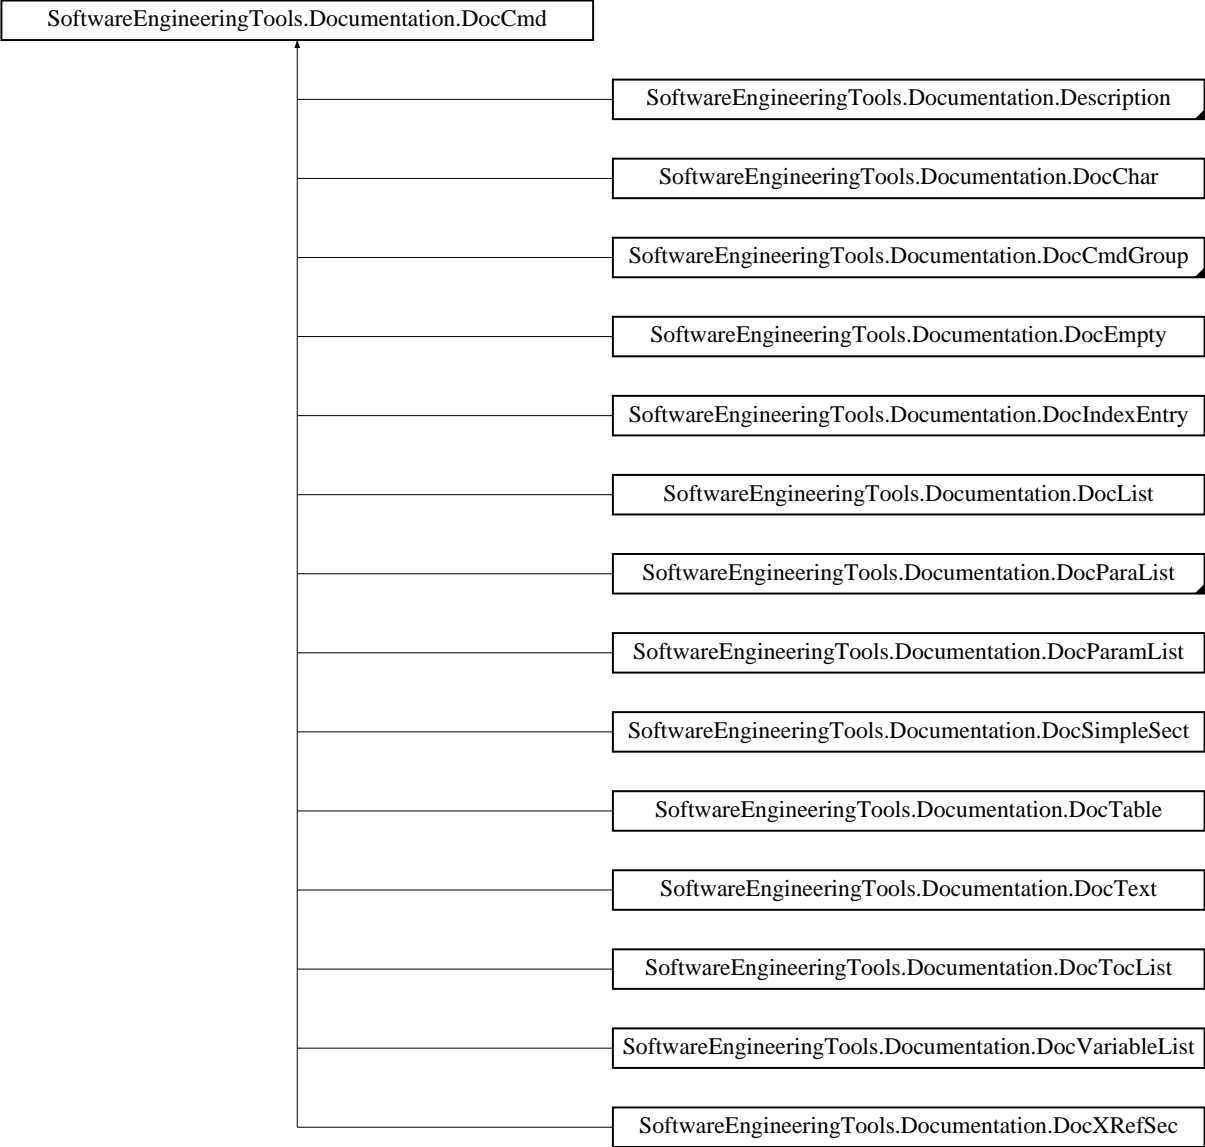 SoftwareEngineeringTools.Documentation.DocCmd
SoftwareEngineeringTools.Documentation.Description
SoftwareEngineeringTools.Documentation.DocChar
SoftwareEngineeringTools.Documentation.DocCmdGroup
SoftwareEngineeringTools.Documentation.DocEmpty
SoftwareEngineeringTools.Documentation.DocIndexEntry
SoftwareEngineeringTools.Documentation.DocList
SoftwareEngineeringTools.Documentation.DocParaList
SoftwareEngineeringTools.Documentation.DocParamList
SoftwareEngineeringTools.Documentation.DocSimpleSect
SoftwareEngineeringTools.Documentation.DocTable
SoftwareEngineeringTools.Documentation.DocText
SoftwareEngineeringTools.Documentation.DocTocList
SoftwareEngineeringTools.Documentation.DocVariableList
SoftwareEngineeringTools.Documentation.DocXRefSec